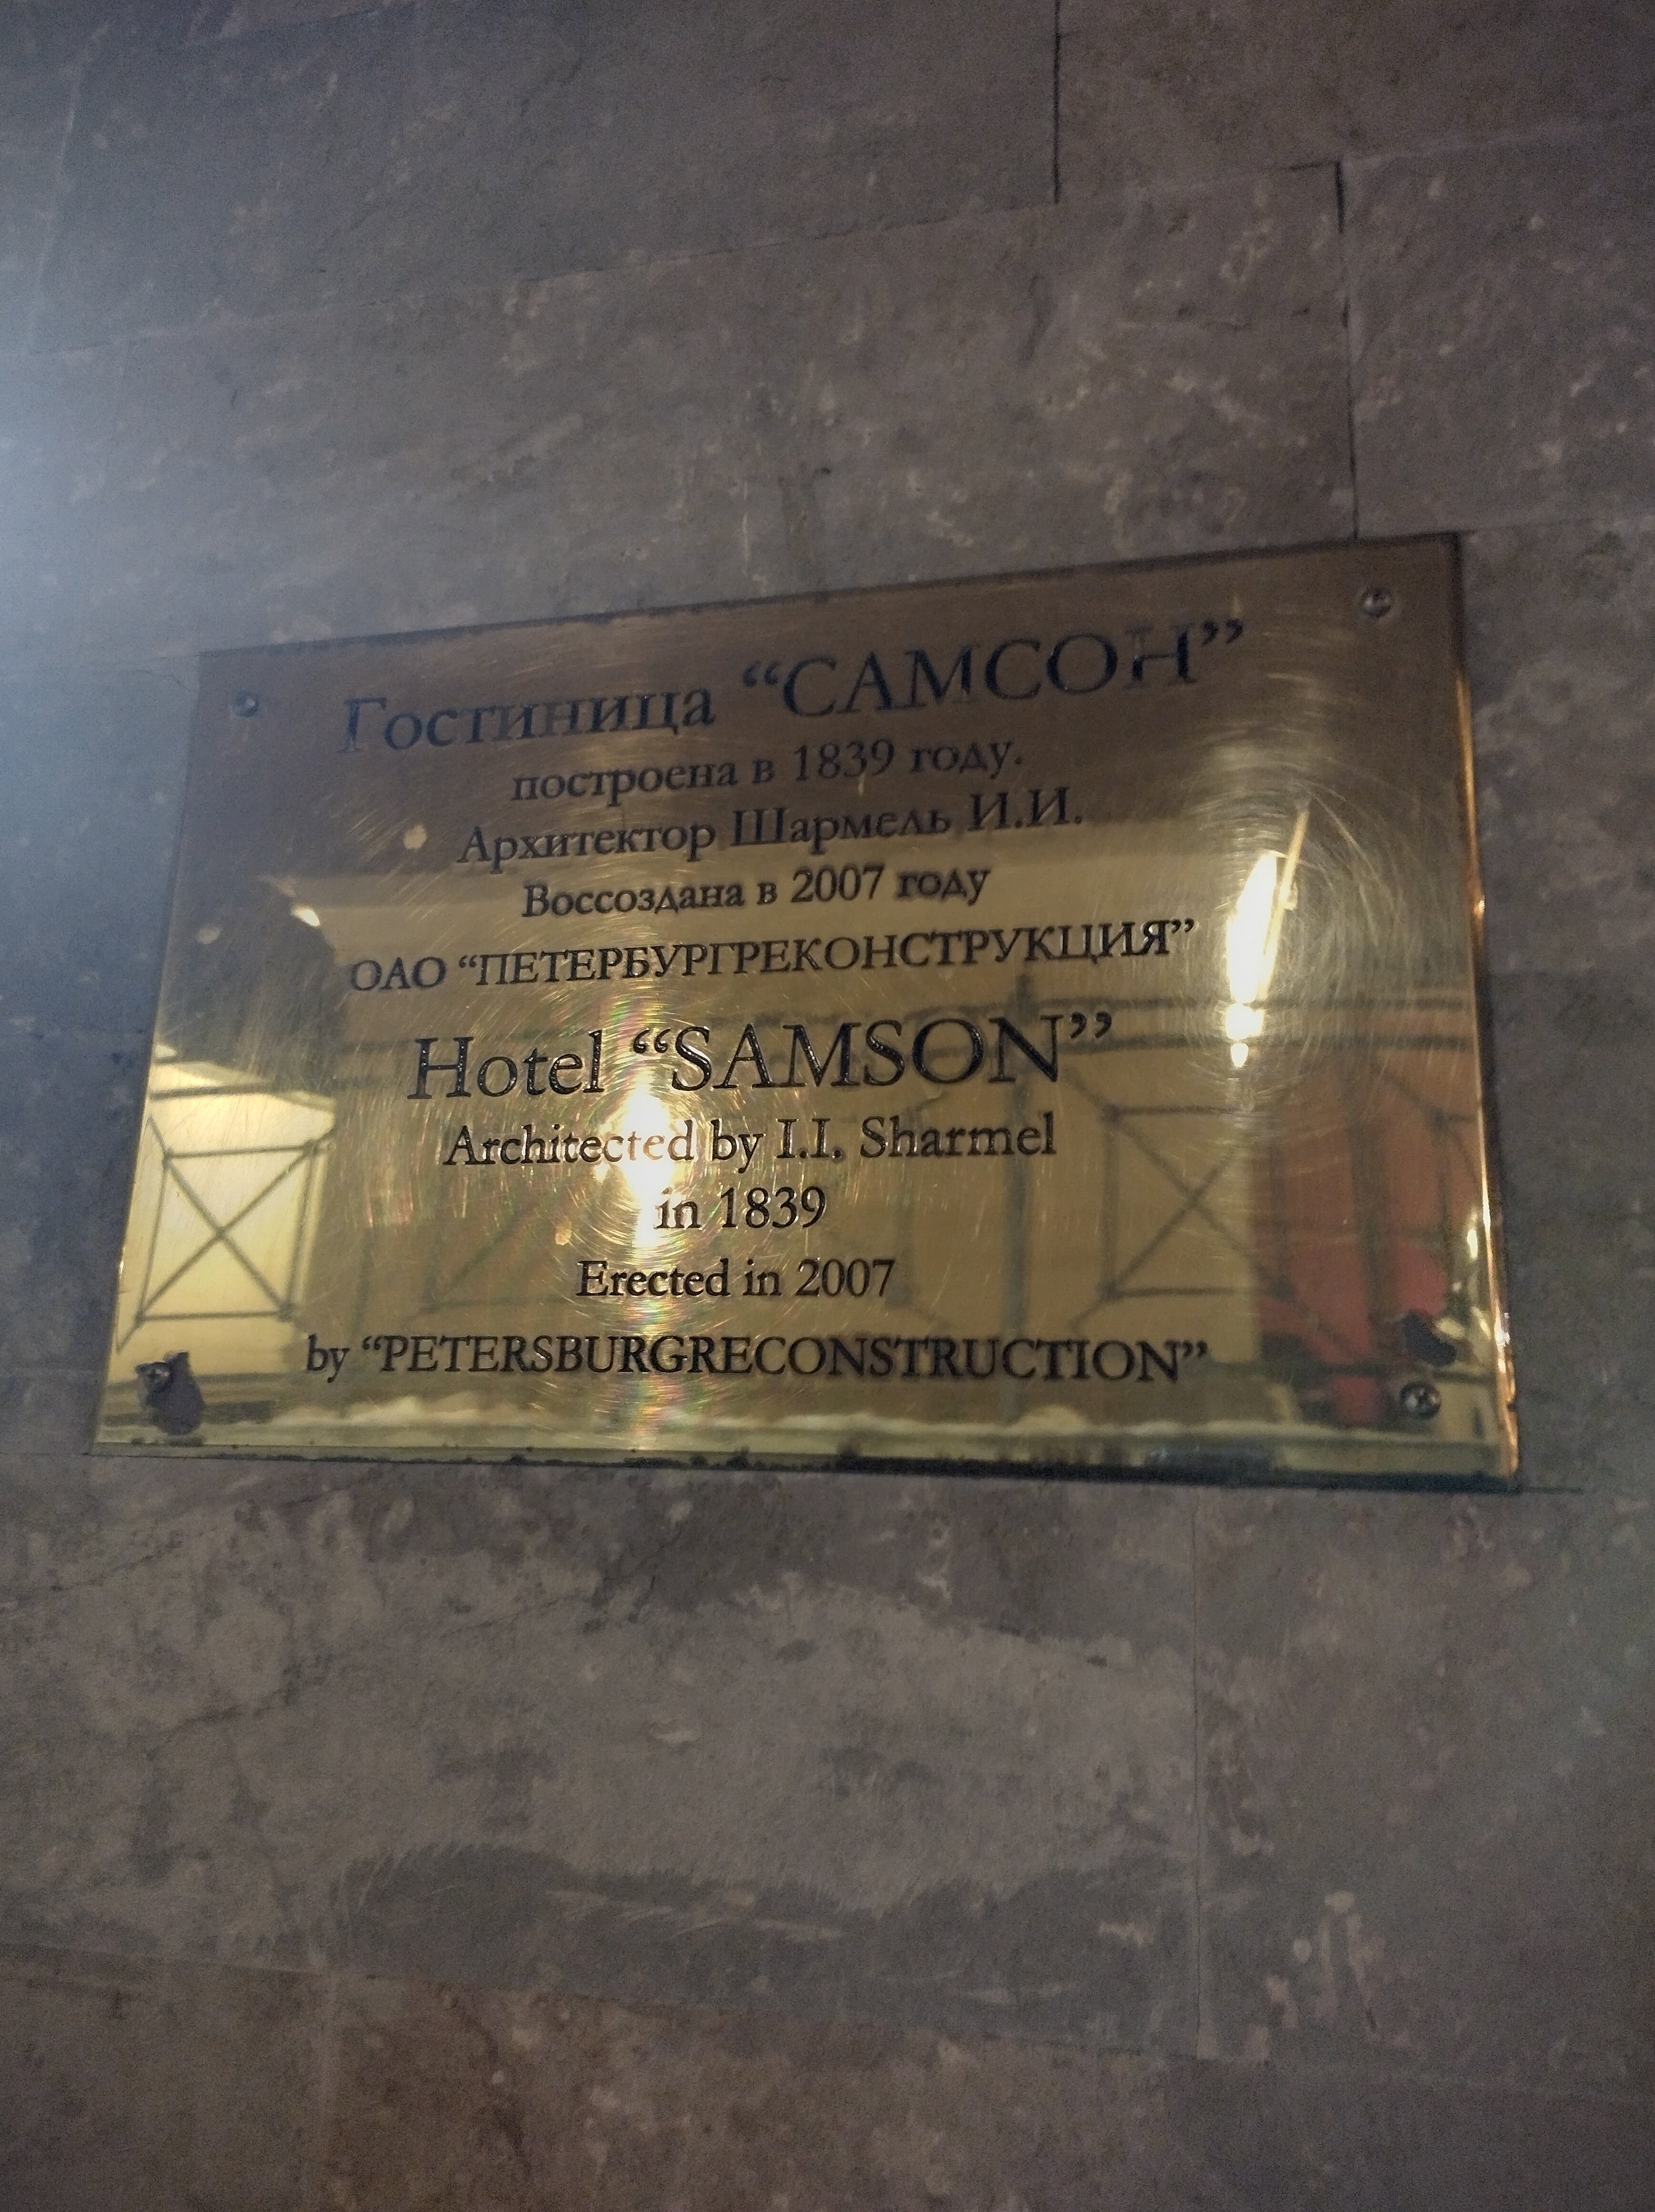 Гостиница “САМСОН”
построена в 1839 году.
Архитектор Шармель И.И.
Воссоздана в 2007 году
ОАО “ПЕТЕРБУРГРЕКОНСТРУКЦИЯ”
Hotel “SAMSON”
Architected by I.I. Sharmel
in 1839
Erected in 2007
by “PETERSBURGRECONSTRUCTION”